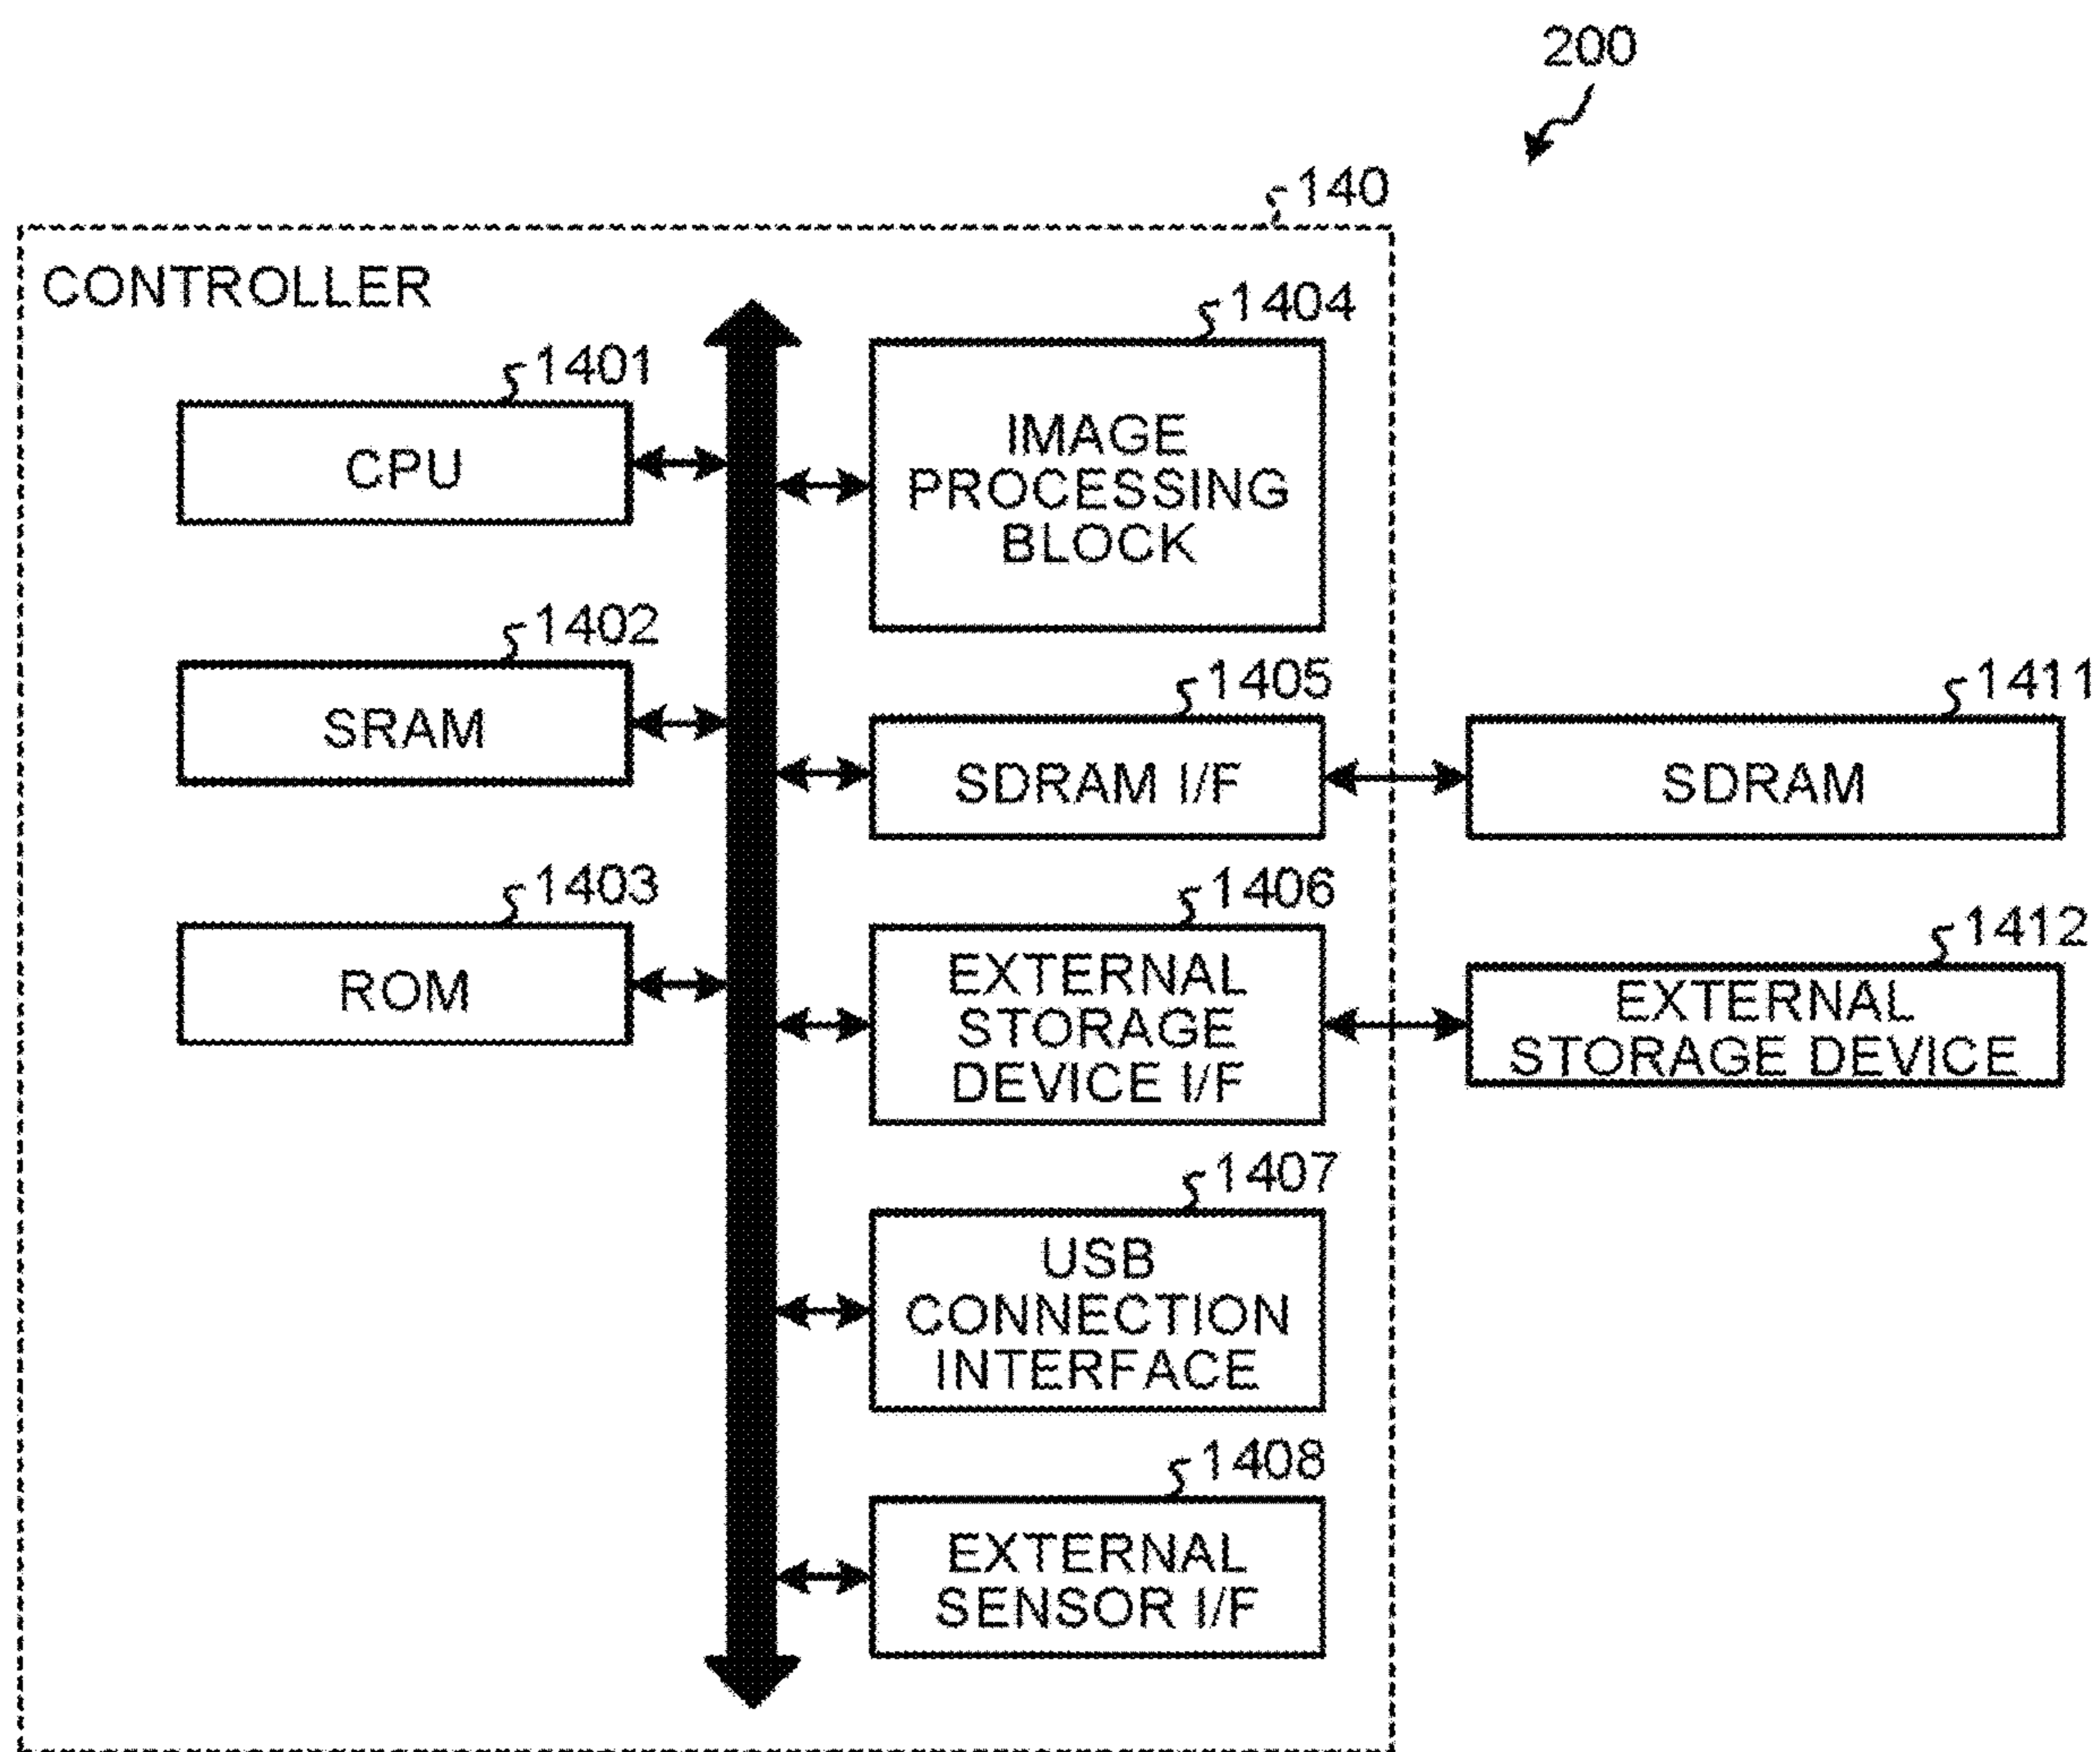 200
140
CONTROLLER
1404
1401
IMAGE
PROCESSING
BLOCK
CPU
1402
SRAM
1405
SDRAM I/F
1411
SDRAM
1403
ROM
1406
EXTERNAL
STORAGE
DEVICE I/F
1412
EXTERNAL
STORAGE DEVICE
1407
USB
CONNECTION
INTERFACE
1408
EXTERNAL
SENSOR I/F